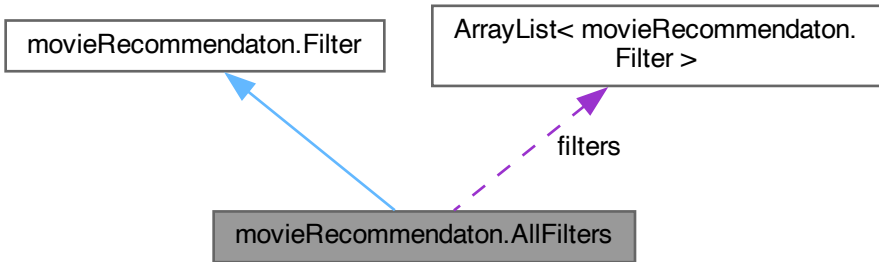 movieRecommendaton.Filter
ArrayList< movieRecommendaton.
Filter >
filters
movieRecommendaton.AllFilters